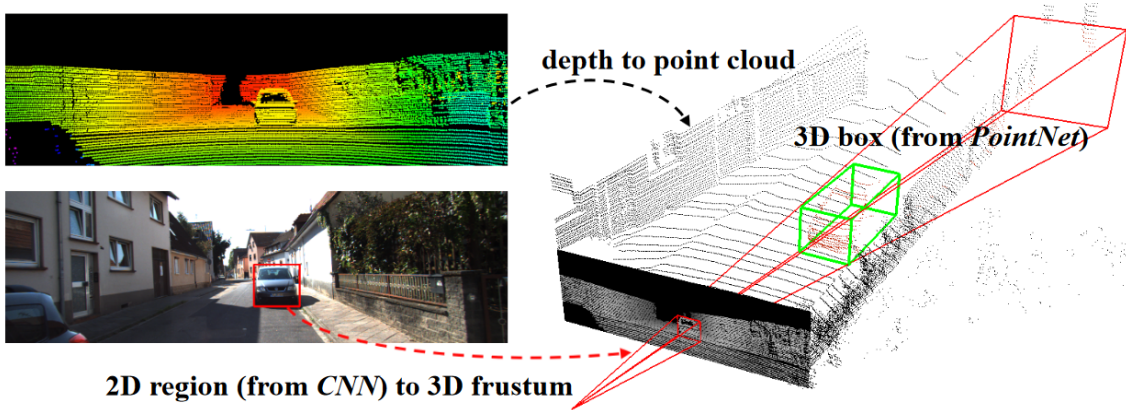 depth to point cloud
3D box (from PointNet)
2D region (from CNN) to 3D frustum